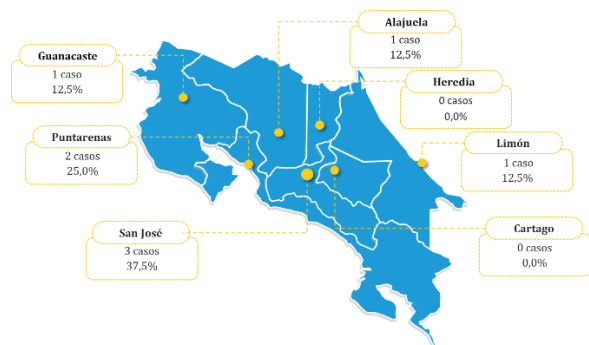 Alajuela
1 caso
12,5%
Guanacaste
1 caso
12,5%
Heredia
0 casos
0,0%
Puntarenas
2 casos
25,0%
Limón
1 caso
12,5%
San José
3 casos
37,5%
Cartago
0 casos
0,0%